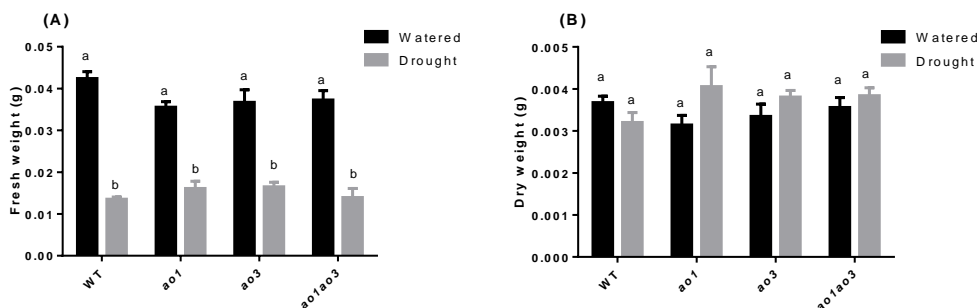 (A)
Watered
Drought
Fresh weight (g)
0.05
0.04
0.03
0.02
0.01
0.00
a
b
a
b
a
b
a
b
WT
ao1
ao3
ao1ao3
(B)
Watered
Drought
Dry weight (g)
0.005
0.004
0.003
0.002
0.001
0.000
a
a
a
a
a
a
a
a
WT
ao1
ao3
ao1ao3